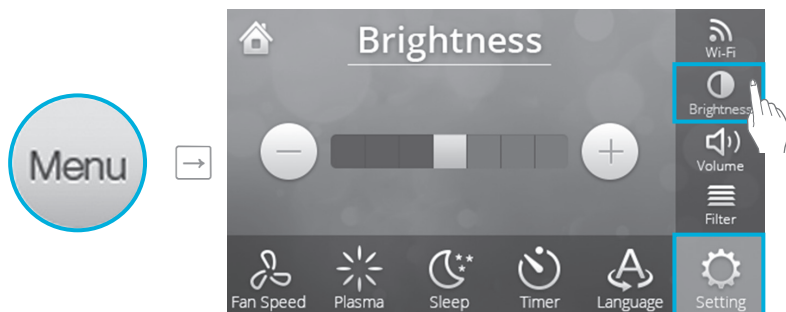 Menu
Brightness
Wi-Fi
Brightness
Volume
Filter
Fan Speed
Plasma
Sleep
Timer
Language
Setting